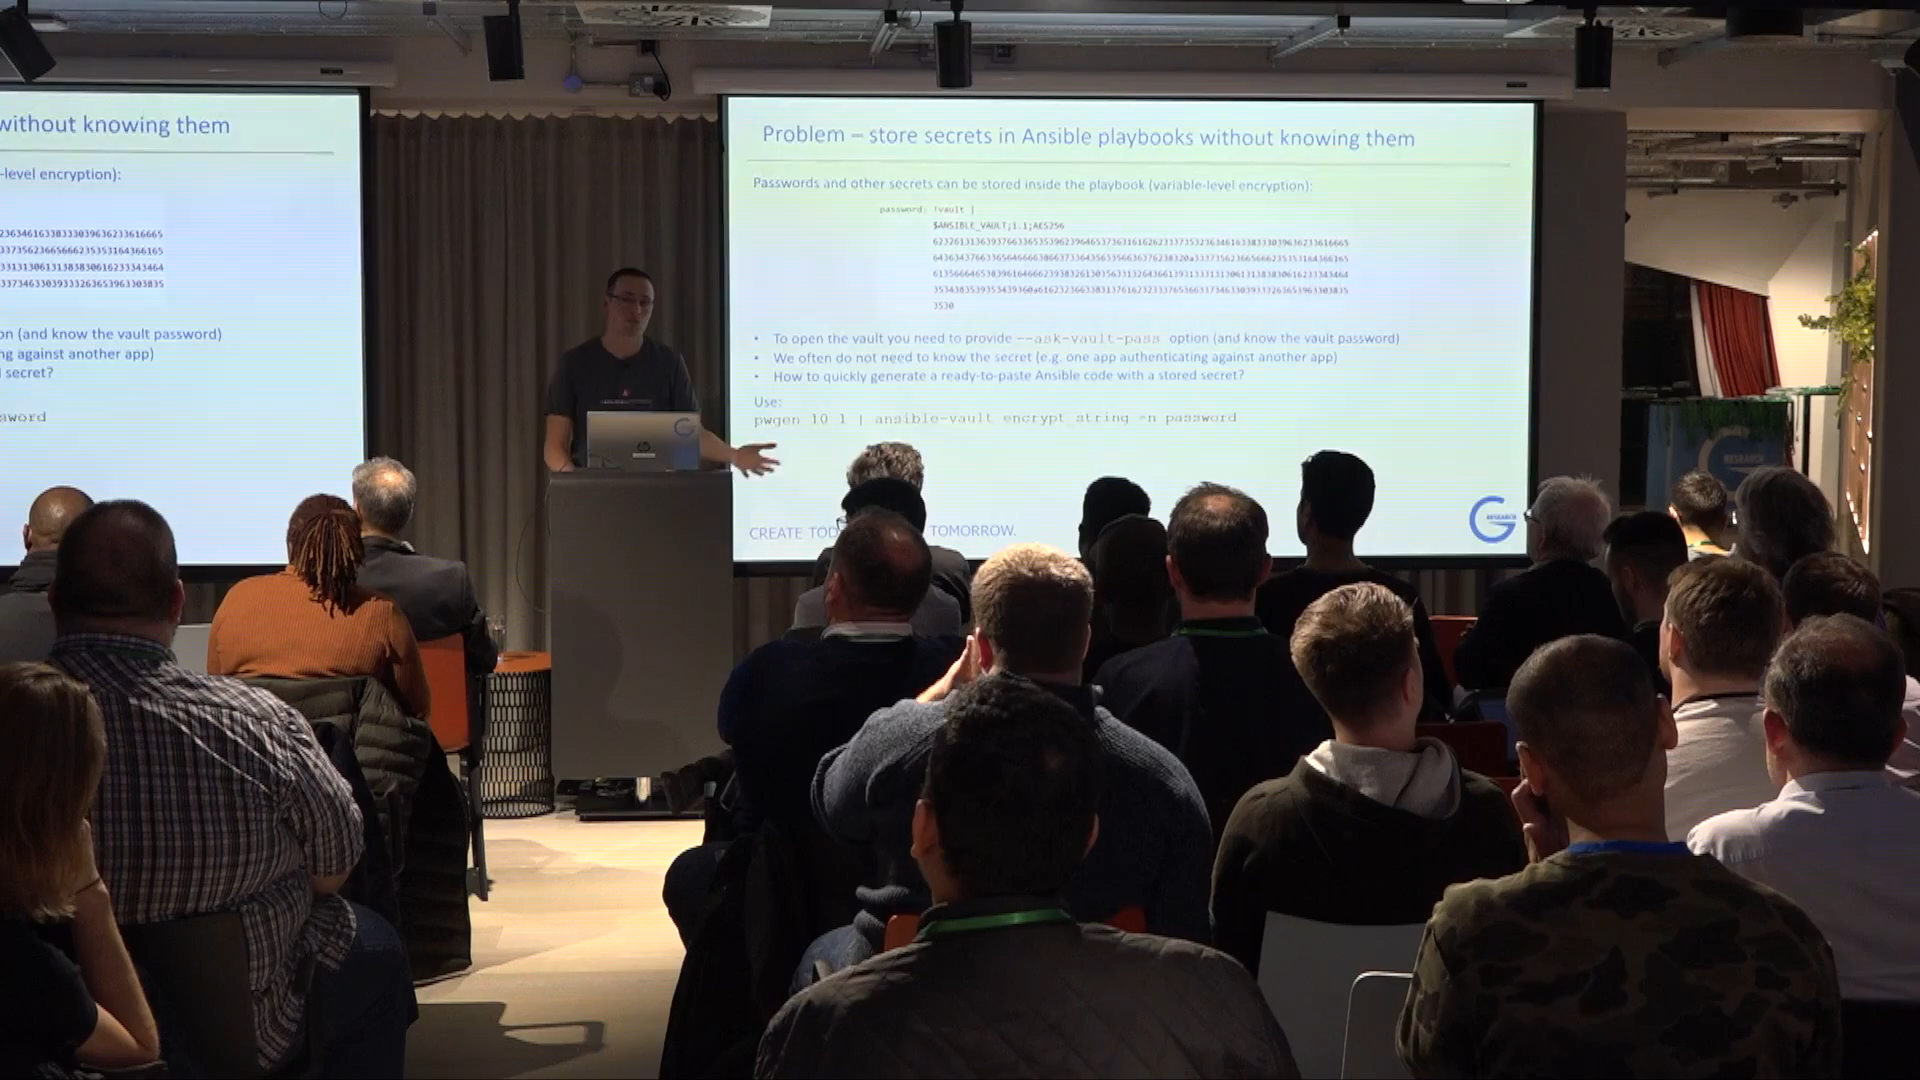 without knowing them
-level encryption):
on (and know the vault password)
ng against another app)
secret?
sword
Problem – store secrets in Ansible playbooks without knowing them
Passwords and other secrets can be stored inside the playbook (variable-level encryption):
password: !vault |
$ANSIBLE_VAULT;1.1;AES256
3530
• To open the vault you need to provide --ask-vault-pass option (and know the vault password)
• We often do not need to know the secret (e.g. one app authenticating against another app)
• How to quickly generate a ready-to-paste Ansible code with a stored secret?
Use:
pwgen 10 1 | ansible-vault encrypt_string -n password
CREATE TOD TOMORROW.
G RESEARCH
hp
G RESEARCH